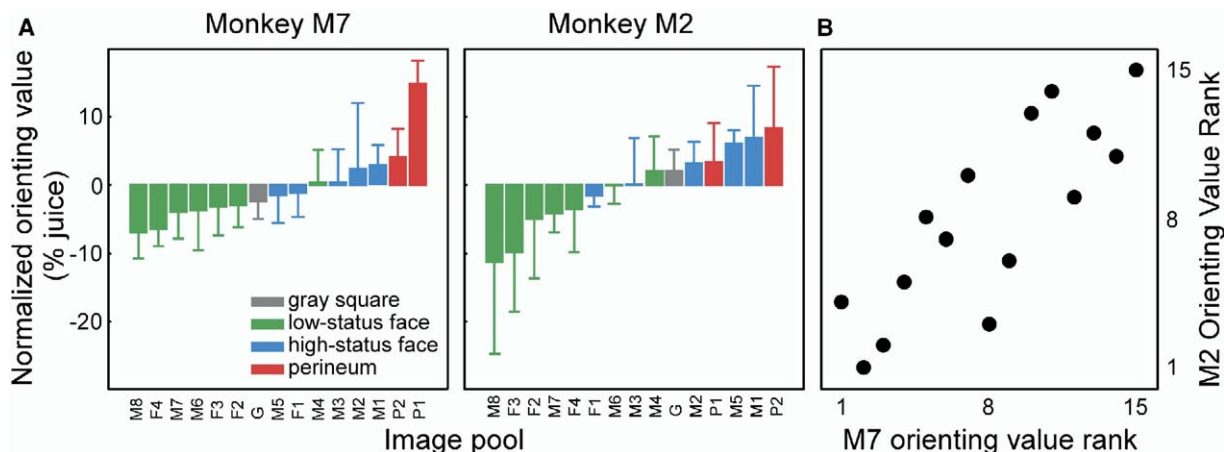 A
Monkey M7
Monkey M2
B
Normalized orienting value
(% juice)
10
0
-10
-20
gray square
low-status face
high-status face
perineum
M8 F4 M7 M6 F3 F2 G M5 F1 M4 M3 M2 M1 P2 P1
M8 F3 F2 M7 F4 F1 M6 M3 M4 G M2 P1 M5 M1 P2
Image pool
15
8
1
M2 Orienting Value Rank
1 8 15
M7 orienting value rank